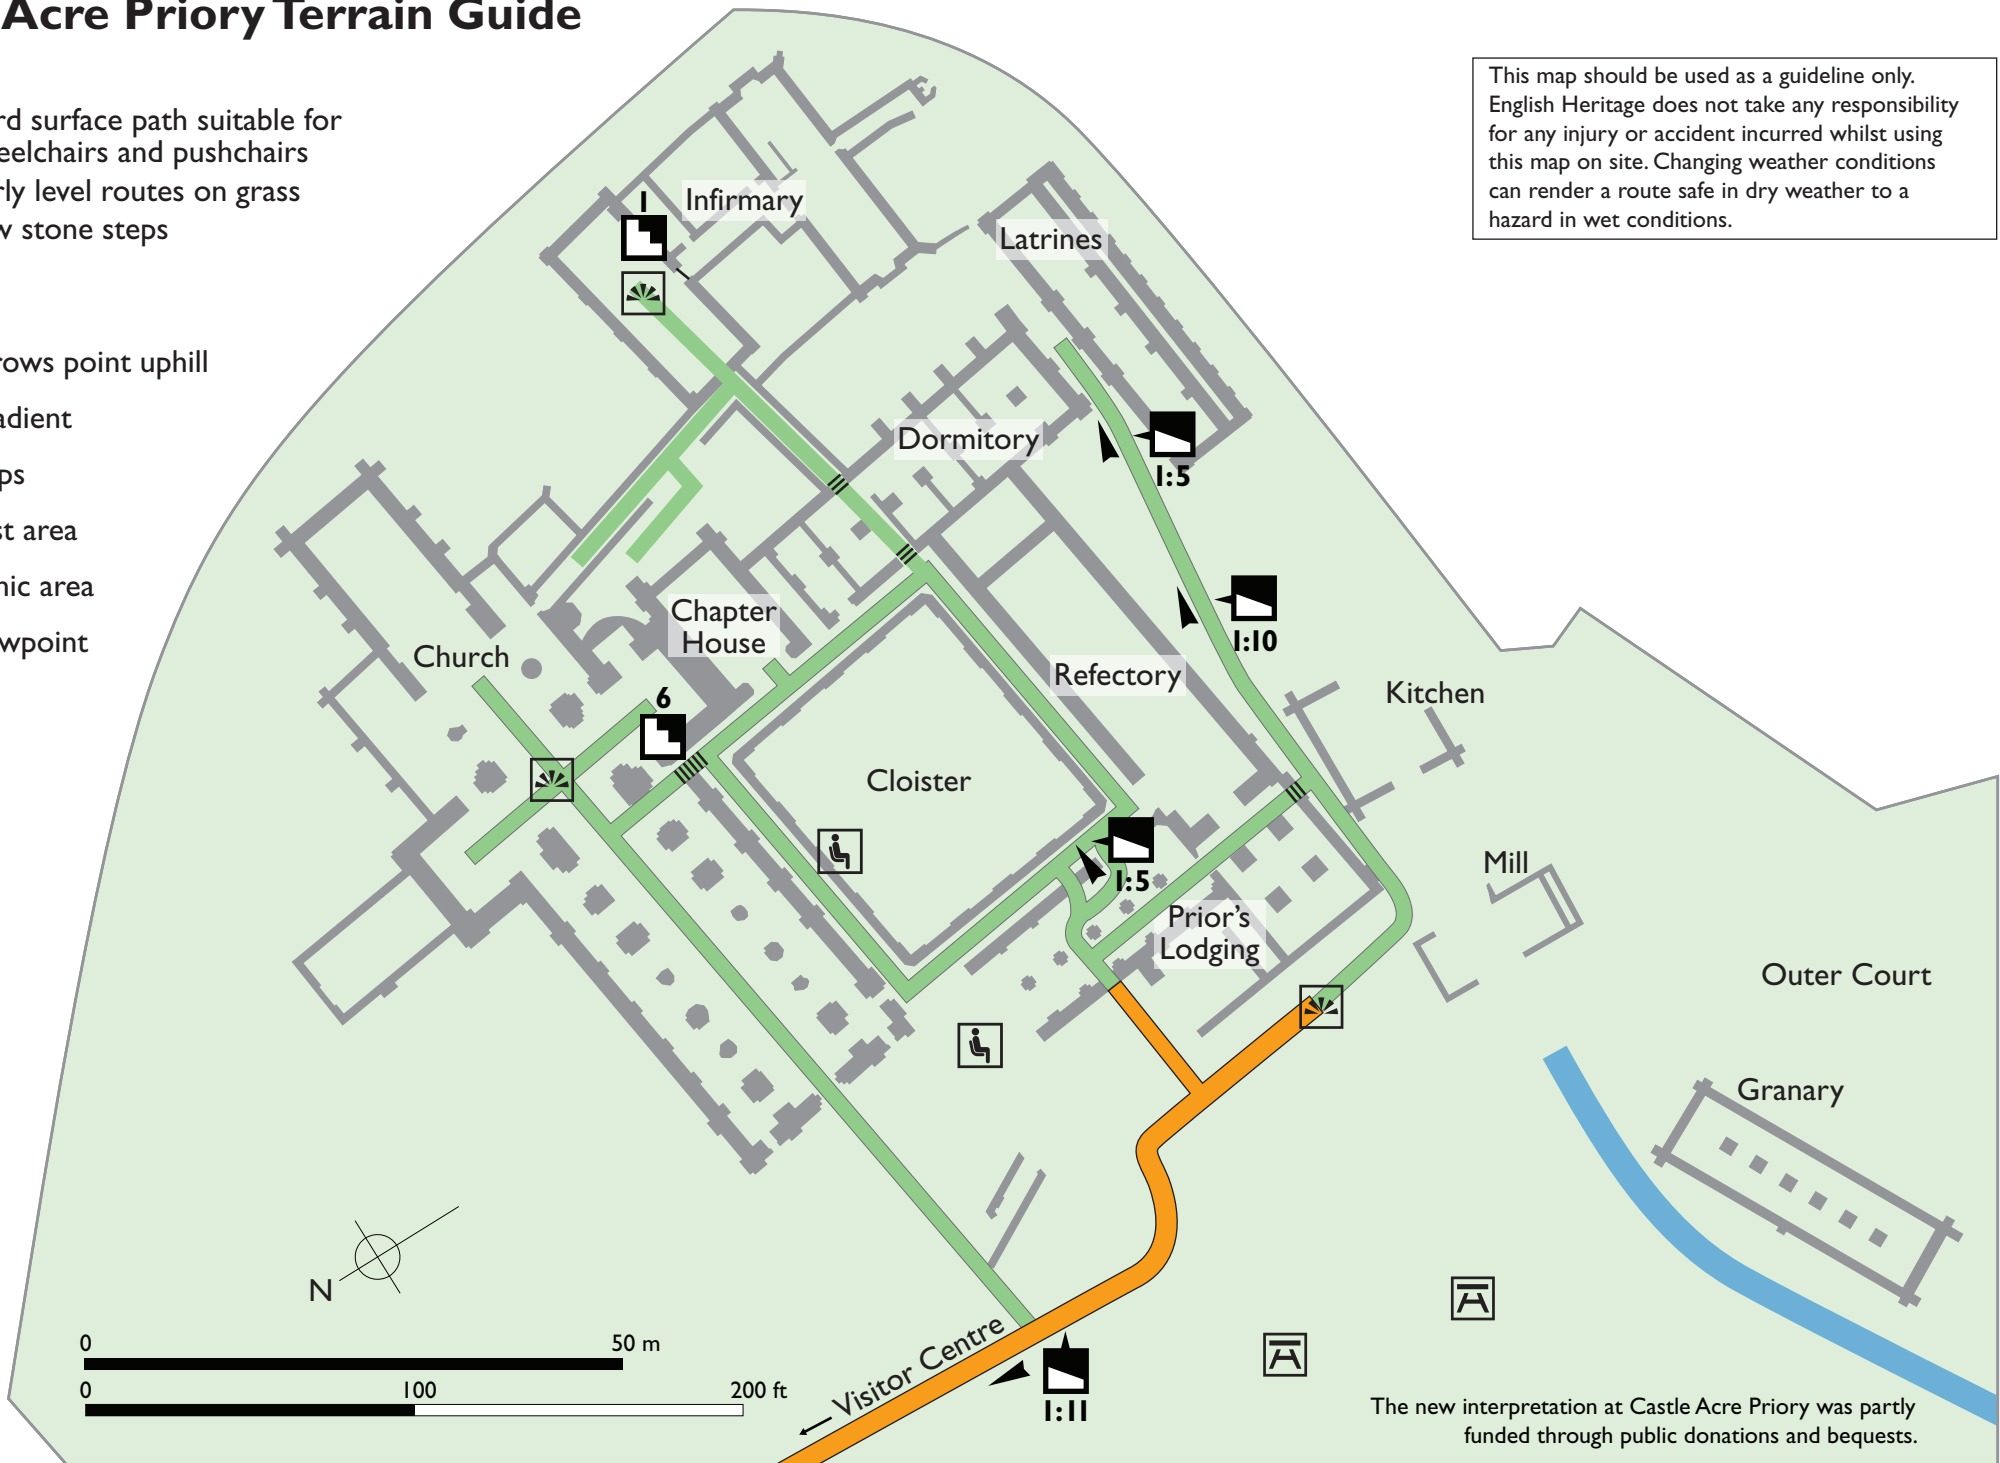 Acre Priory Terrain Guide
rd surface path suitable for
eelchairs and pushchairs
rly level routes on grass
w stone steps
rows point uphill
adient
ps
st area
nic area
wpoint
This map should be used as a guideline only.
English Heritage does not take any responsibility
for any injury or accident incurred whilst using
this map on site. Changing weather conditions
can render a route safe in dry weather to a
hazard in wet conditions.
1
Infirmary
Latrines
Dormitory
1:5
1:10
Chapter
House
Church
6
Refectory
Kitchen
Cloister
1:5
Mill
Prior's
Lodging
Outer Court
Granary
N
0 50 m
0 100 200 ft
Visitor Centre
1:11
The new interpretation at Castle Acre Priory was partly
funded through public donations and bequests.